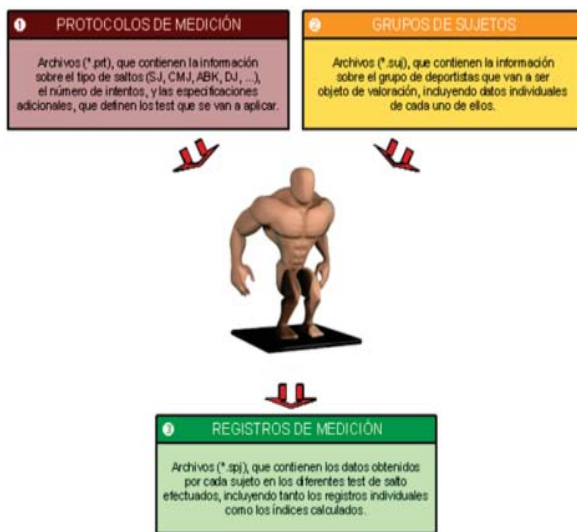 1 PROTOCOLOS DE MEDICIÓN
Archivos (*.prt), que contienen la información
sobre el tipo de saltos (SJ, CMJ, ABK, DJ, ...),
el número de intentos, y las especificaciones
adicionales, que definen los test que se van a aplicar.
2 GRUPOS DE SUJETOS
Archivos (*.suj), que contienen la información
sobre el grupo de deportistas que van a ser
objeto de valoración, incluyendo datos individuales
de cada uno de ellos.
3 REGISTROS DE MEDICIÓN
Archivos (*.spj), que contienen los datos obtenidos
por cada sujeto en los diferentes test de salto
efectuados, incluyendo tanto los registros individuales
como los índices calculados.